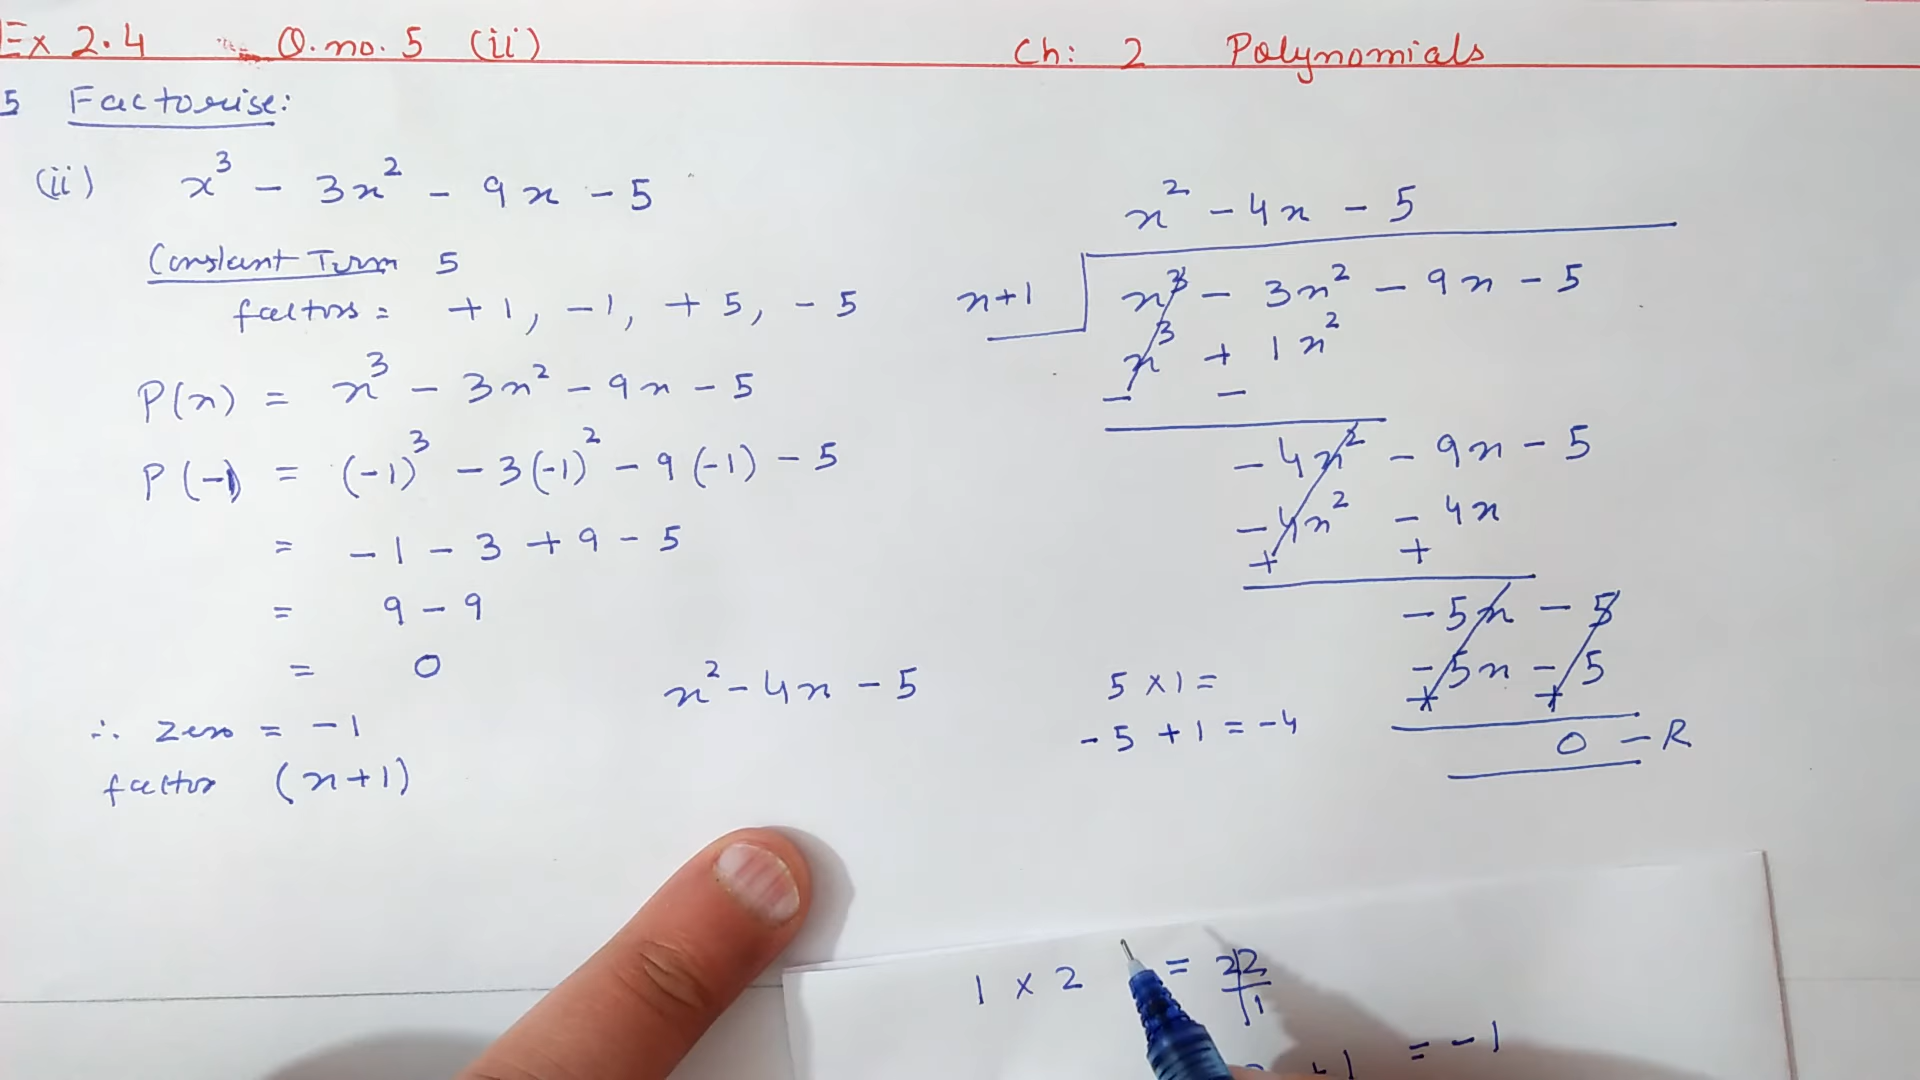 Ex 2.4 Q.no.5 (ii) Ch: 2 Polynomials
5 Factorise:
(ii) x³ - 3x² - 9x - 5
Constant Term 5
factors = +1, -1, +5, -5
P(x) = x³ - 3x² - 9x - 5
P(-1) = (-1)³ - 3(-1)² - 9(-1) - 5
= -1 - 3 + 9 - 5
= 9 - 9
= 0
∴ zero = -1
factor (x+1)
x² - 4x - 5
x² - 4x - 5
x+1 x³ - 3x² - 9x - 5
x³ + 1x²
- -
-4x² - 9x - 5
-4x² - 4x
+ +
-5x - 5
-5x - 5
+ +
0 - R
5 × 1 =
-5 + 1 = -4
1 × 2 = 22
1
+1 = -1